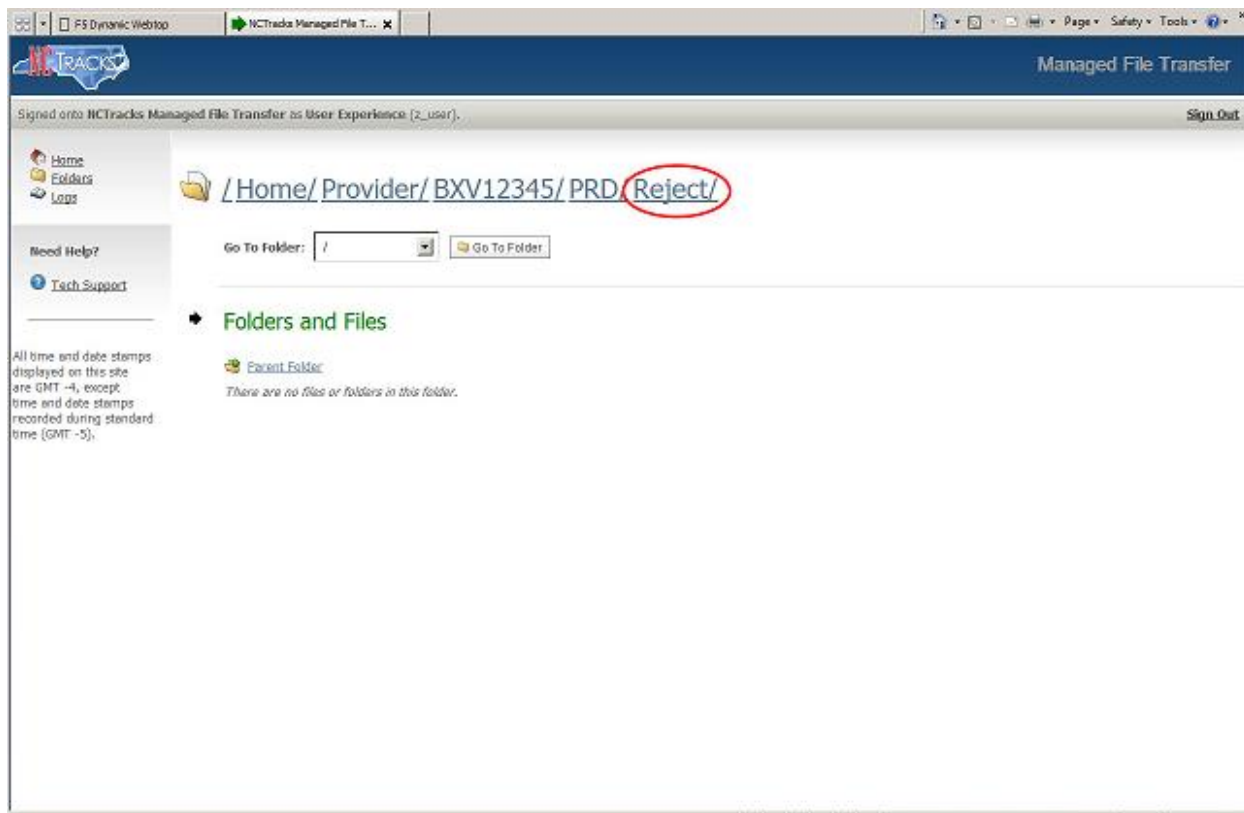 F5 Dynamic Webtop
NCTracks Managed File T...
Page Safety Tools
NCTRACKS
Managed File Transfer
Signed onto NCTracks Managed File Transfer as User Experience (z_user).
Sign Out
Home
Folders
Logs
/ Home/ Provider/ BXV12345/ PRD/ Reject/
Need Help?
Go To Folder: /
Go To Folder
Tech Support
Folders and Files
All time and date stamps
displayed on this site
are GMT -4, except
time and date stamps
recorded during standard
time (GMT -5).
Parent Folder
There are no files or folders in this folder.